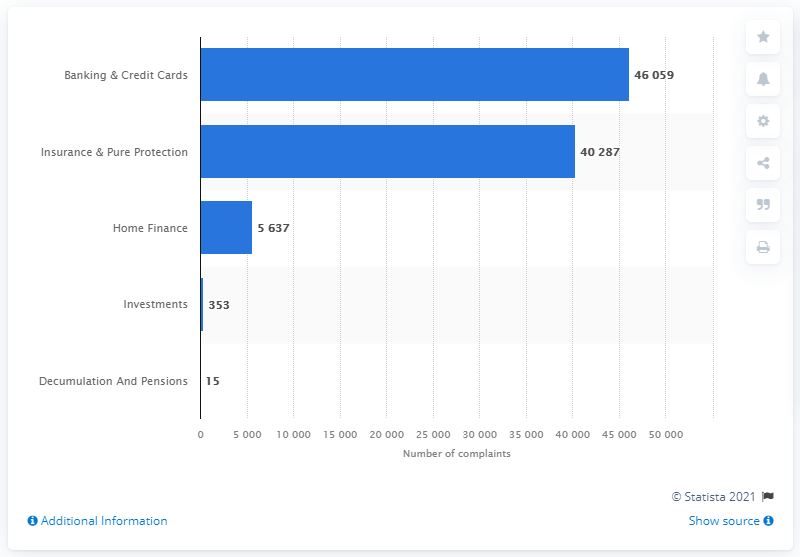 Banking & Credit Cards 46 059
Insurance & Pure Protection 40 287
Home Finance 5 637
Investments 353
Decumulation And Pensions 15
0 5 000 10 000 15 000 20 000 25 000 30 000 35 000 40 000 45 000 50 000
Number of complaints
© Statista 2021
Additional Information Show source